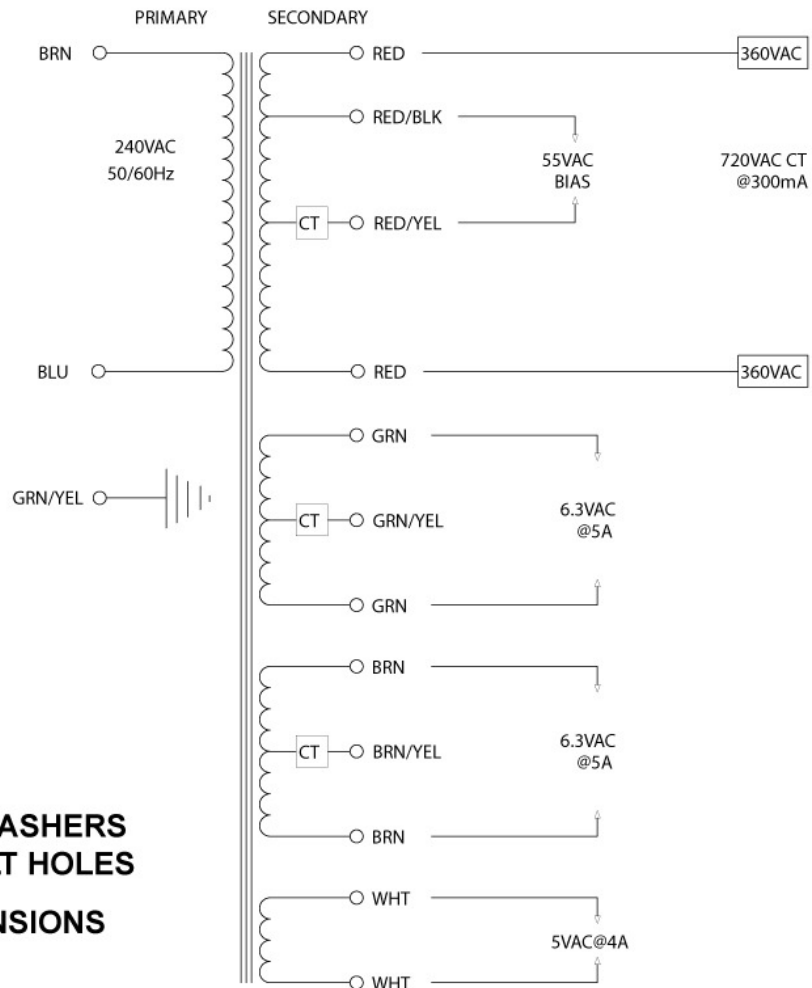 PRIMARY
SECONDARY
BRN
RED
360VAC
RED/BLK
240VAC
50/60Hz
55VAC
BIAS
720VAC CT
@300mA
CT
RED/YEL
BLU
RED
360VAC
GRN
GRN/YEL
CT
GRN/YEL
6.3VAC
@5A
GRN
BRN
CT
BRN/YEL
6.3VAC
@5A
BRN
ASHERS
T HOLES
NSIONS
WHT
5VAC@4A
WHT